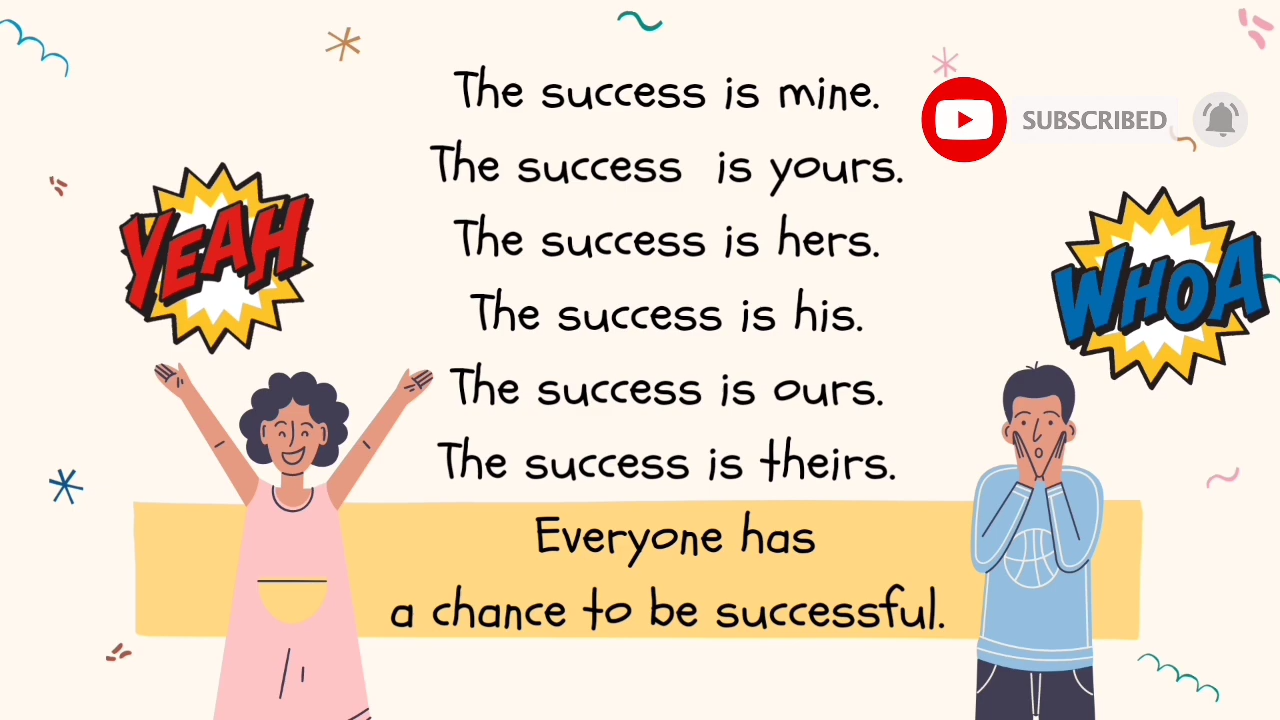 The success is mine.
SUBSCRIBED
The success is yours.
YEAH
The success is hers.
WHOA
The success is his.
The success is ours.
The success is theirs.
Everyone has
a chance to be successful.